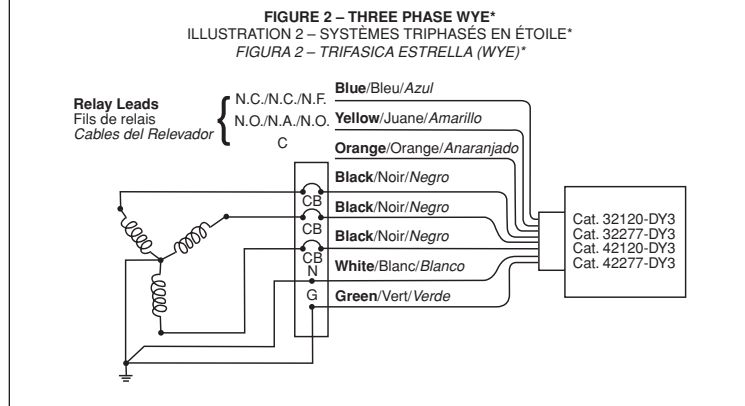 FIGURE 2 – THREE PHASE WYE*
ILLUSTRATION 2 – SYSTÈMES TRIPHASÉS EN ÉTOILE*
FIGURA 2 – TRIFASICA ESTRELLA (WYE)*
Relay Leads
Fils de relais
Cables del Relevador
N.C./N.C./N.F.
N.O./N.A./N.O.
C
Blue/Bleu/Azul
Yellow/Juane/Amarillo
Orange/Orange/Anaranjado
Black/Noir/Negro
CB
Black/Noir/Negro
CB
Black/Noir/Negro
CB
N
White/Blanc/Blanco
G
Green/Vert/Verde
Cat. 32120-DY3
Cat. 32277-DY3
Cat. 42120-DY3
Cat. 42277-DY3